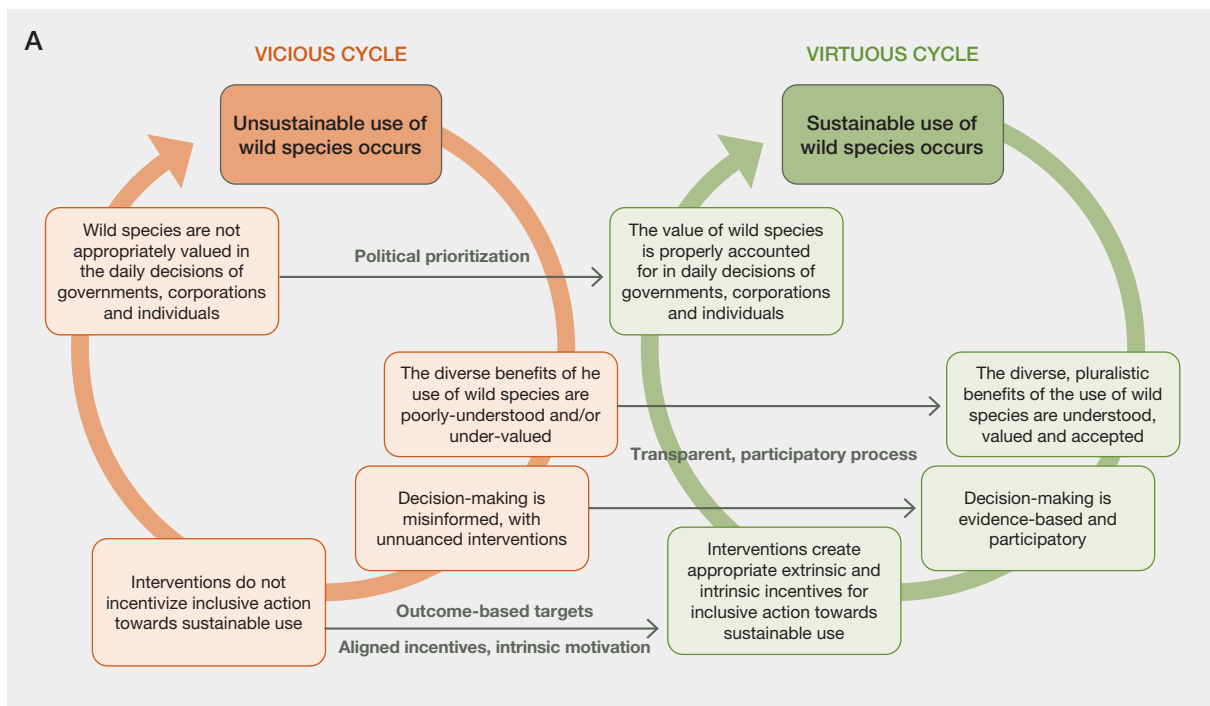 A
VICIOUS CYCLE
Unsustainable use of
wild species occurs
Wild species are not
appropriately valued in
the daily decisions of
governments, corporations
and individuals
The diverse benefits of he
use of wild species are
poorly-understood and/or
under-valued
Decision-making is
misinformed, with
unnuanced interventions
Interventions do not
incentivize inclusive action
towards sustainable use
Political prioritization
Transparent, participatory process
Outcome-based targets
Aligned incentives, intrinsic motivation
VIRTUOUS CYCLE
Sustainable use of
wild species occurs
The value of wild species
is properly accounted
for in daily decisions of
governments, corporations
and individuals
The diverse, pluralistic
benefits of the use of wild
species are understood,
valued and accepted
Decision-making is
evidence-based and
participatory
Interventions create
appropriate extrinsic and
intrinsic incentives for
inclusive action towards
sustainable use